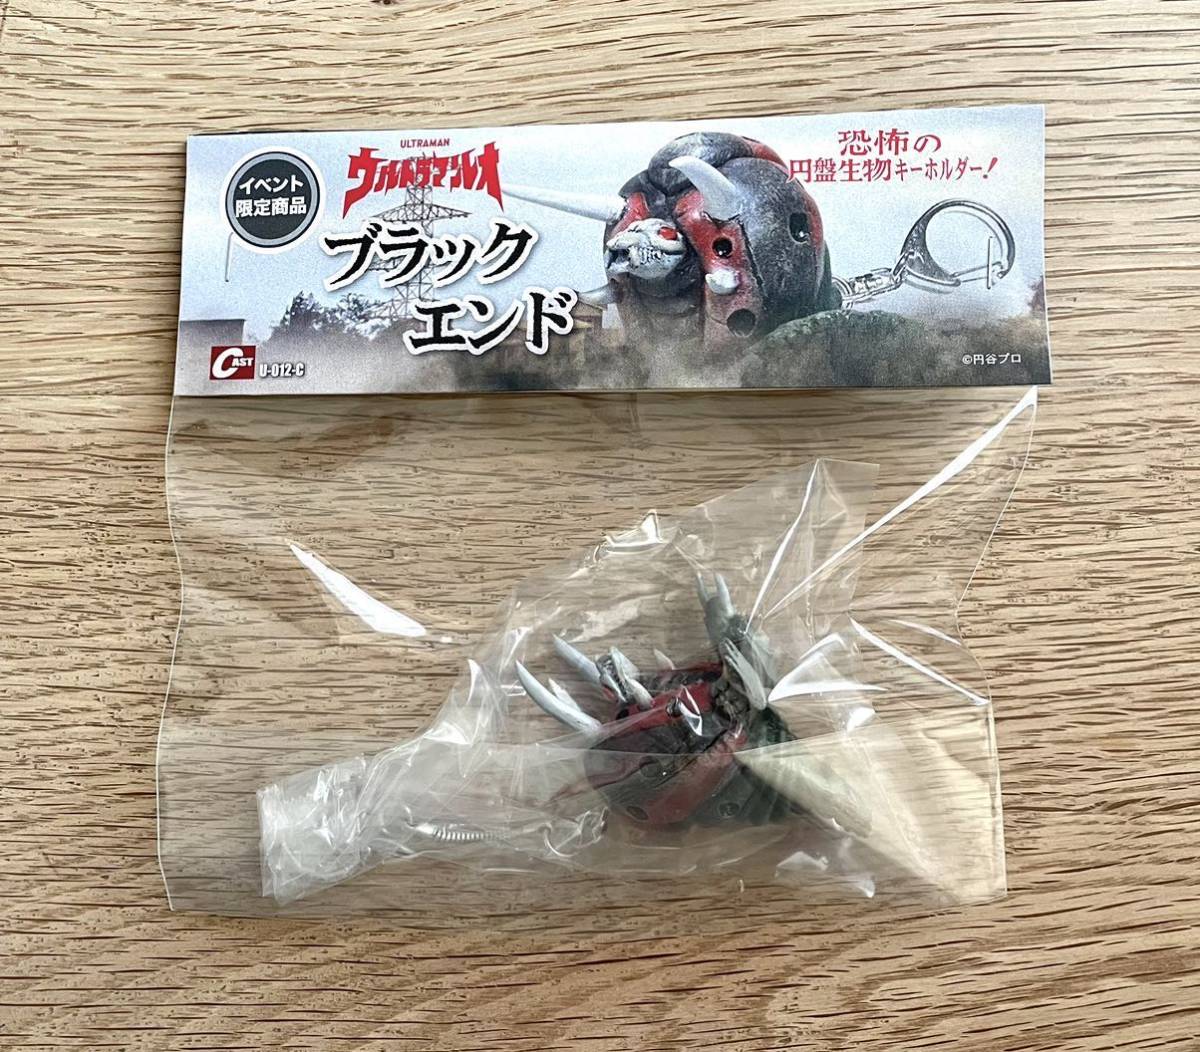 イベント
限定商品
ULTRAMAN
ウルトラマンレオ
ブラック
エンド
恐怖の
円盤生物キーホルダー!
CAST
U-012-C
©円谷プロ